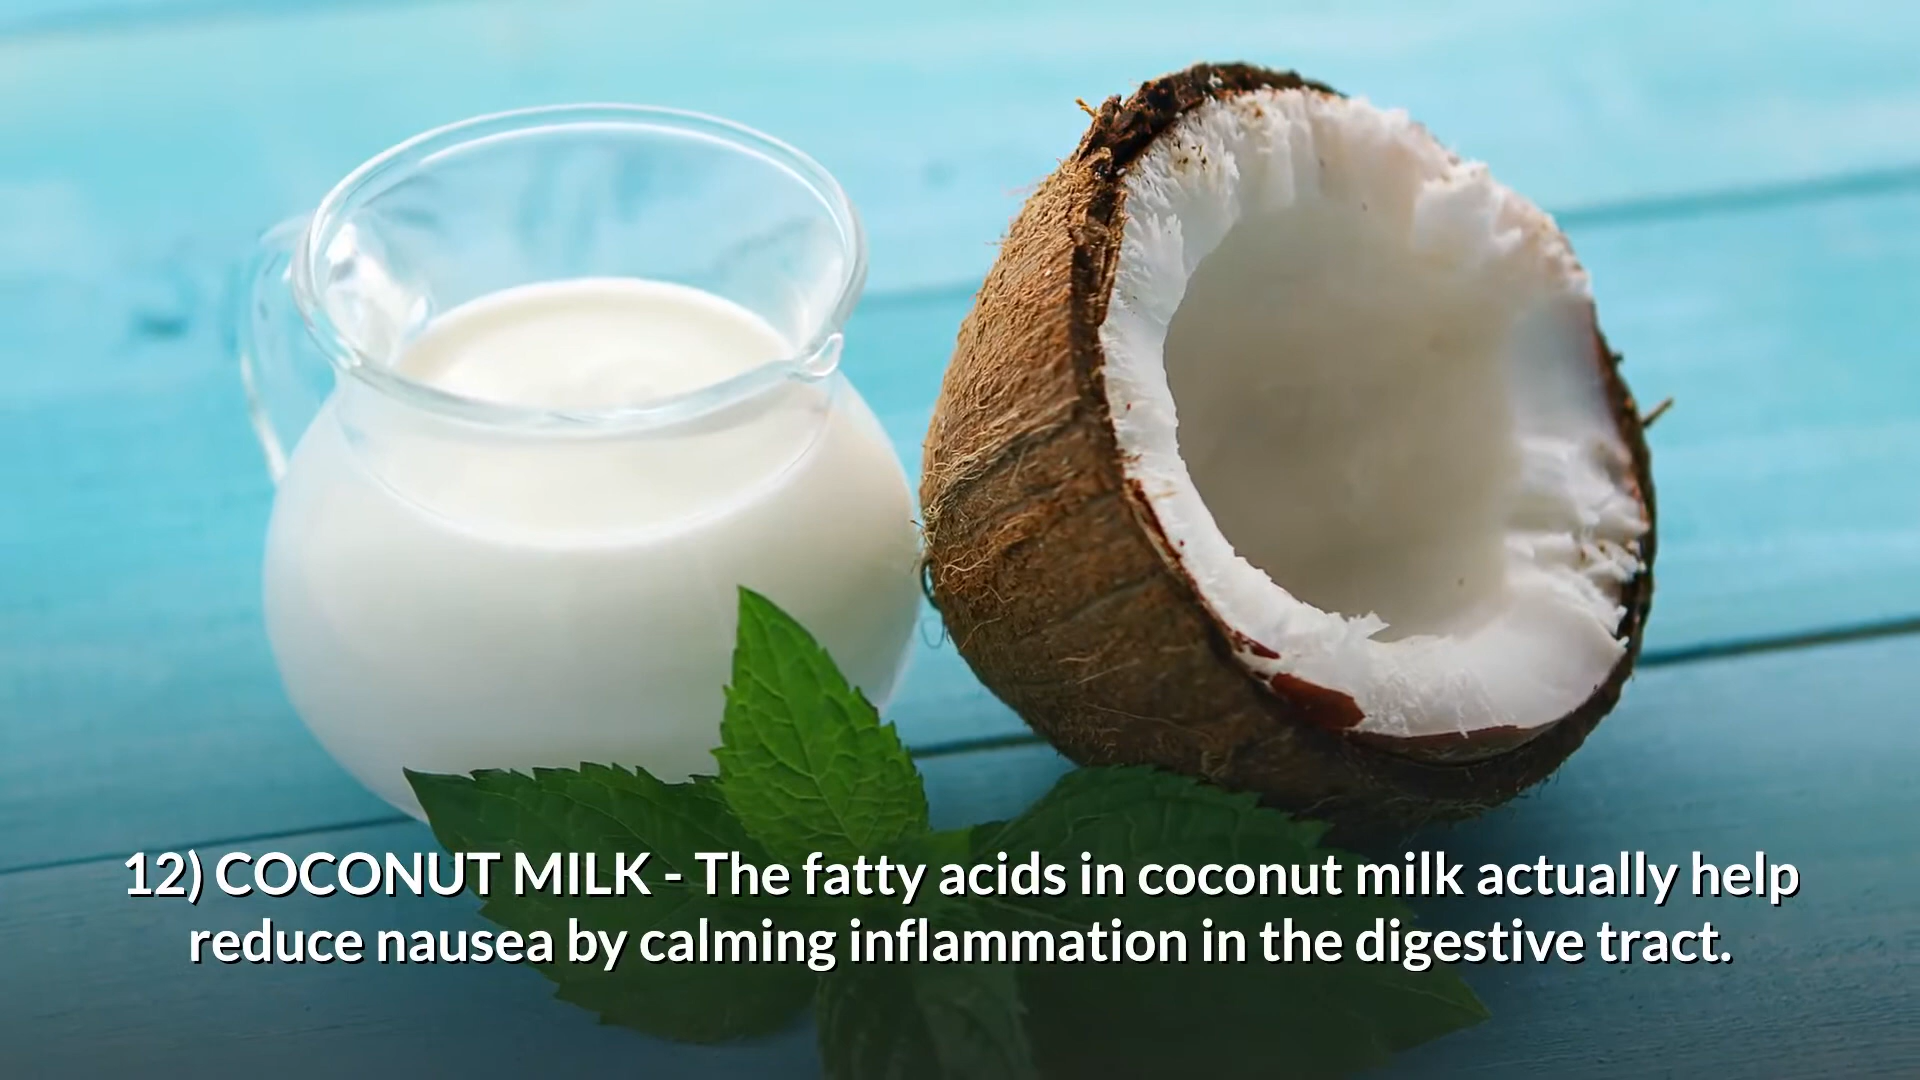 12) COCONUT MILK - The fatty acids in coconut milk actually help
reduce nausea by calming inflammation in the digestive tract.